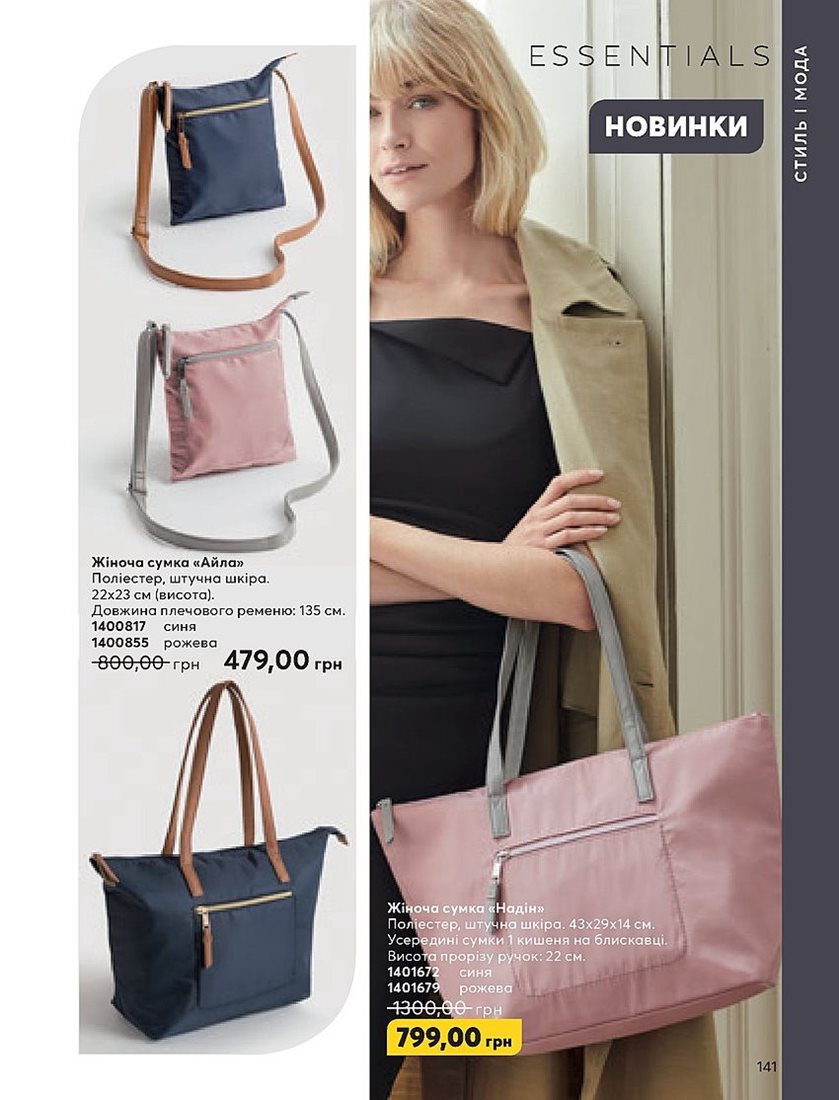 ESSENTIALS
НОВИНКИ
СТИЛЬ | МОДА
Жіноча сумка «Айла»
Поліестер, штучна шкіра.
22х23 см (висота).
Довжина плечового ременю: 135 см.
1400817 синя
1400855 рожева
800,00 грн 479,00 грн
Жіноча сумка «Надін»
Поліестер, штучна шкіра. 43х29х14 см.
Усередині сумки 1 кишеня на блискавці.
Висота прорізу ручок: 22 см.
1401672 синя
1401679 рожева
1300,00 грн
799,00 грн
141